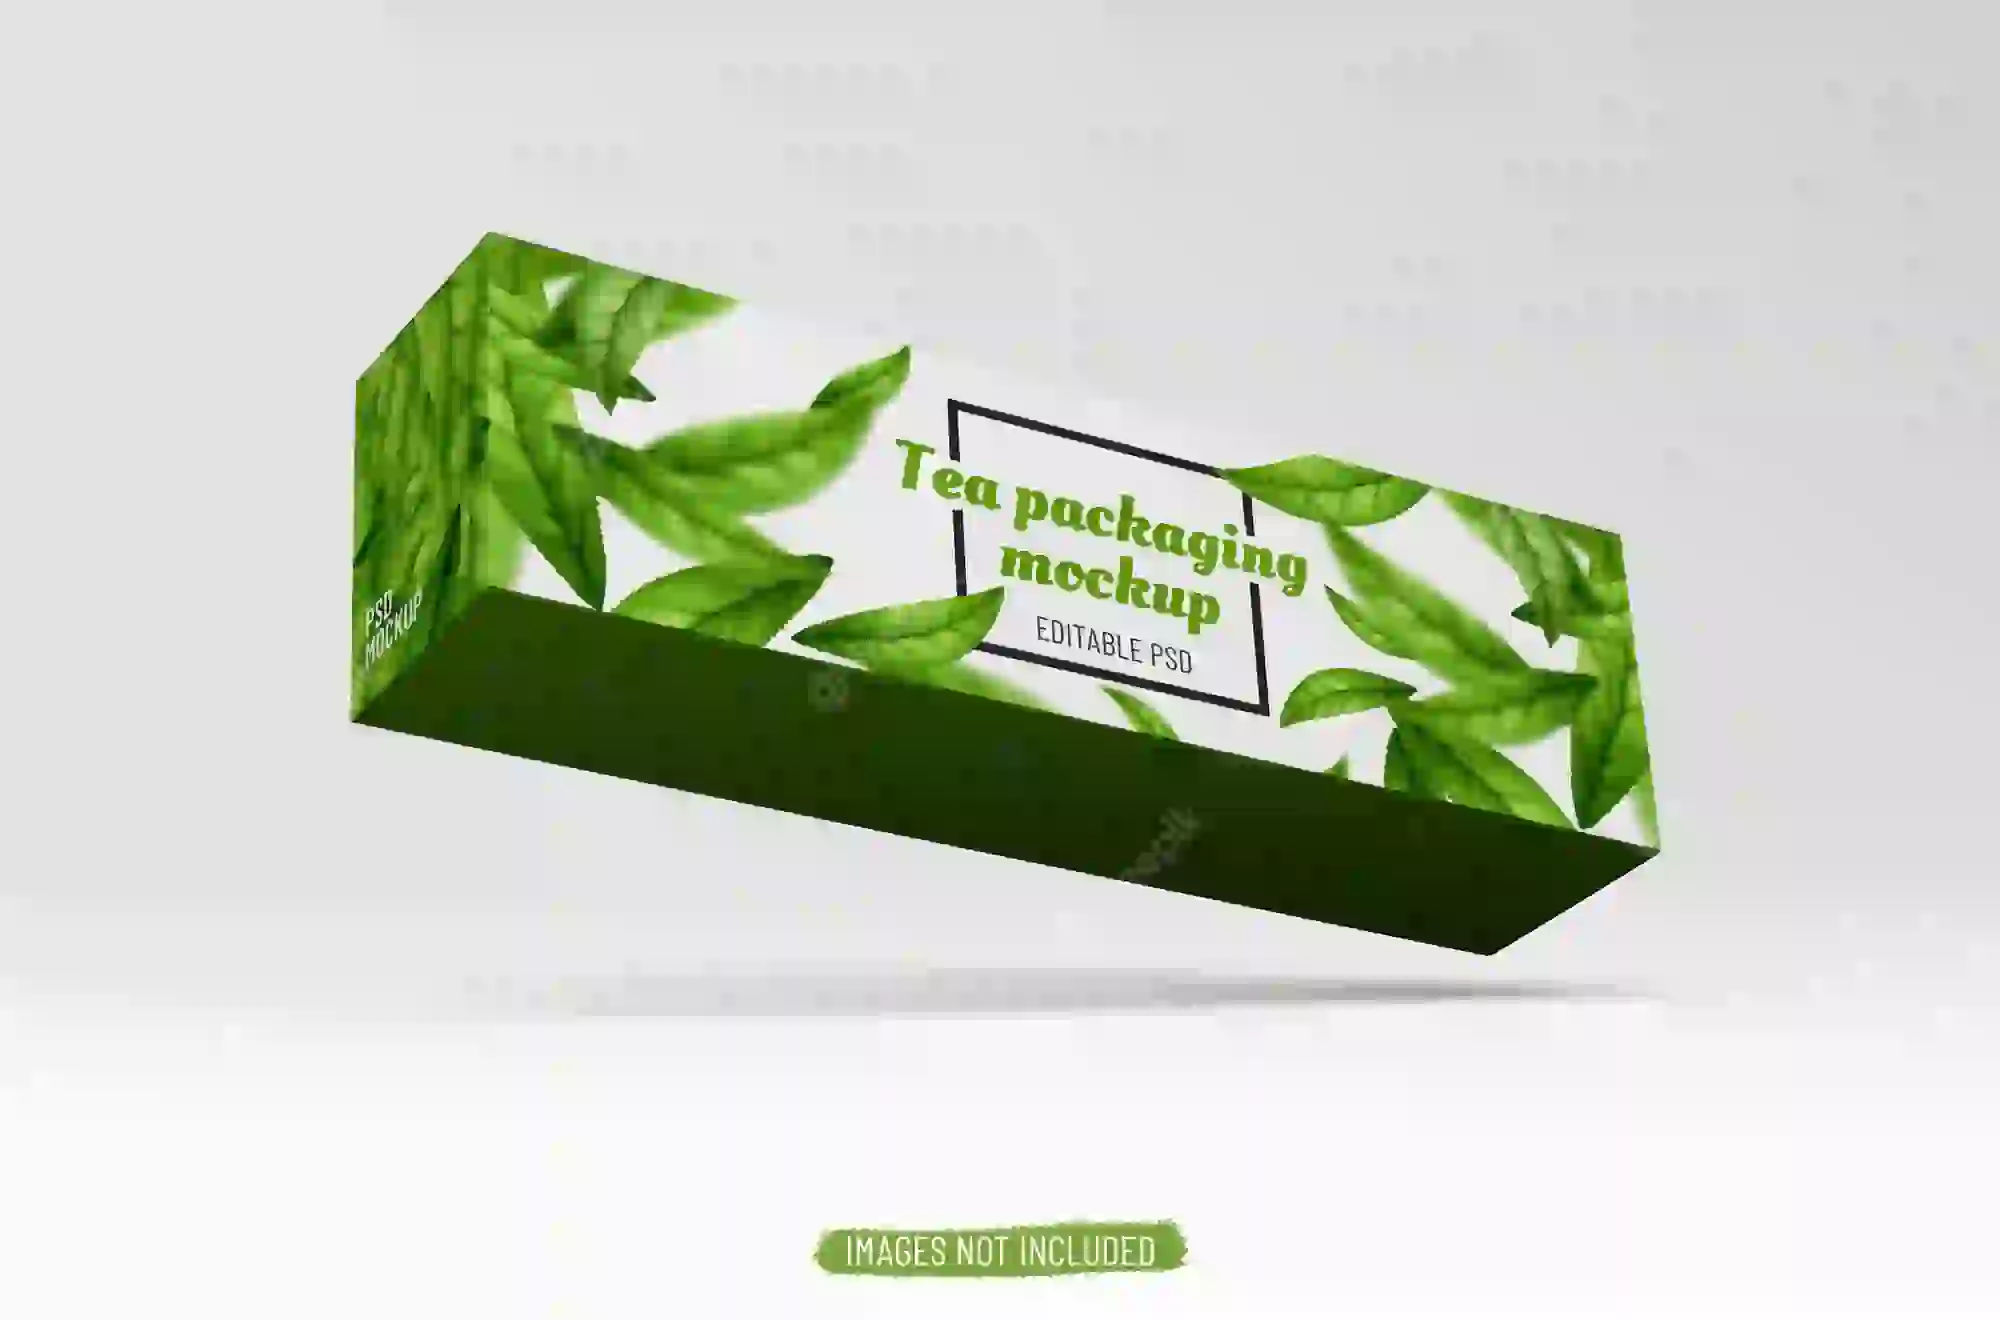 Tea packaging
mockup
EDITABLE PSD
PSD
MOCKUP
IMAGES NOT INCLUDED